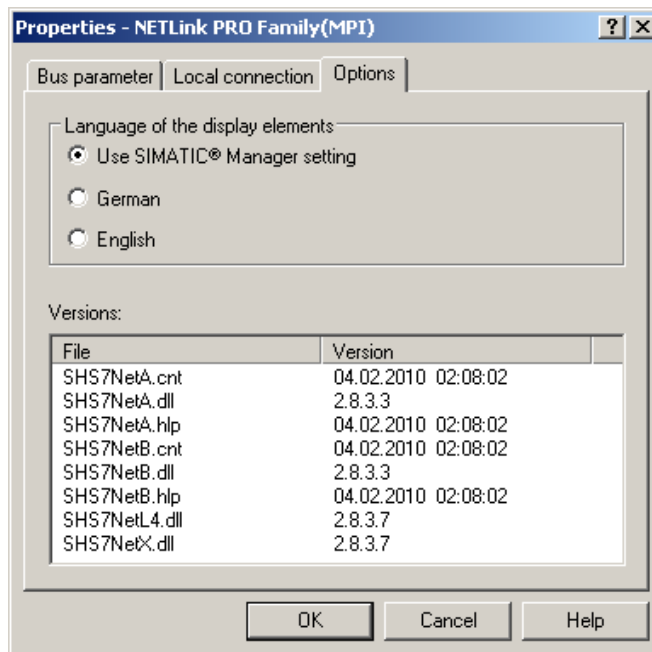 Properties - NETLink PRO Family(MPI)
Bus parameter Local connection Options
Language of the display elements
Use SIMATIC® Manager setting
German
English
Versions:
File Version
SHS7NetA.cnt 04.02.2010 02:08:02
SHS7NetA.dll 2.8.3.3
SHS7NetA.hlp 04.02.2010 02:08:02
SHS7NetB.cnt 04.02.2010 02:08:02
SHS7NetB.dll 2.8.3.3
SHS7NetB.hlp 04.02.2010 02:08:02
SHS7NetL4.dll 2.8.3.7
SHS7NetX.dll 2.8.3.7
OK Cancel Help